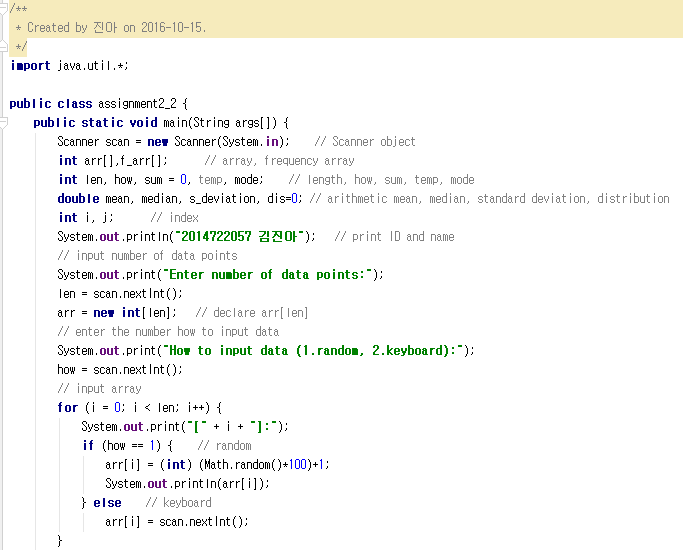 /**
 * Created by 진아 on 2016-10-15.
 */
import java.util.*;

public class assignment2_2 {
    public static void main(String args[]) {
        Scanner scan = new Scanner(System.in);    // Scanner object
        int arr[],f_arr[];      // array, frequency array
        int len, how, sum = 0, temp, mode;    // length, how, sum, temp, mode
        double mean, median, s_deviation, dis=0; // arithmetic mean, median, standard deviation, distribution
        int i, j;      // index
        System.out.println("2014722057 김진아");   // print ID and name
        // input number of data points
        System.out.print("Enter number of data points:");
        len = scan.nextInt();
        arr = new int[len];   // declare arr[len]
        // enter the number how to input data
        System.out.print("How to input data (1.random, 2.keyboard):");
        how = scan.nextInt();
        // input array
        for (i = 0; i < len; i++) {
            System.out.print("[" + i + "]:");
            if (how == 1) {    // random
                arr[i] = (int) (Math.random()*100)+1;
                System.out.println(arr[i]);
            } else    // keyboard
                arr[i] = scan.nextInt();
        }